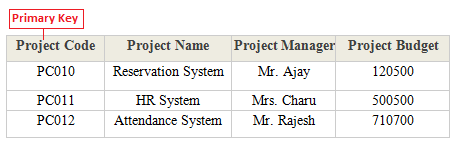 Primary Key
Project Code Project Name Project Manager Project Budget
PC010 Reservation System Mr. Ajay 120500
PC011 HR System Mrs. Charu 500500
PC012 Attendance System Mr. Rajesh 710700